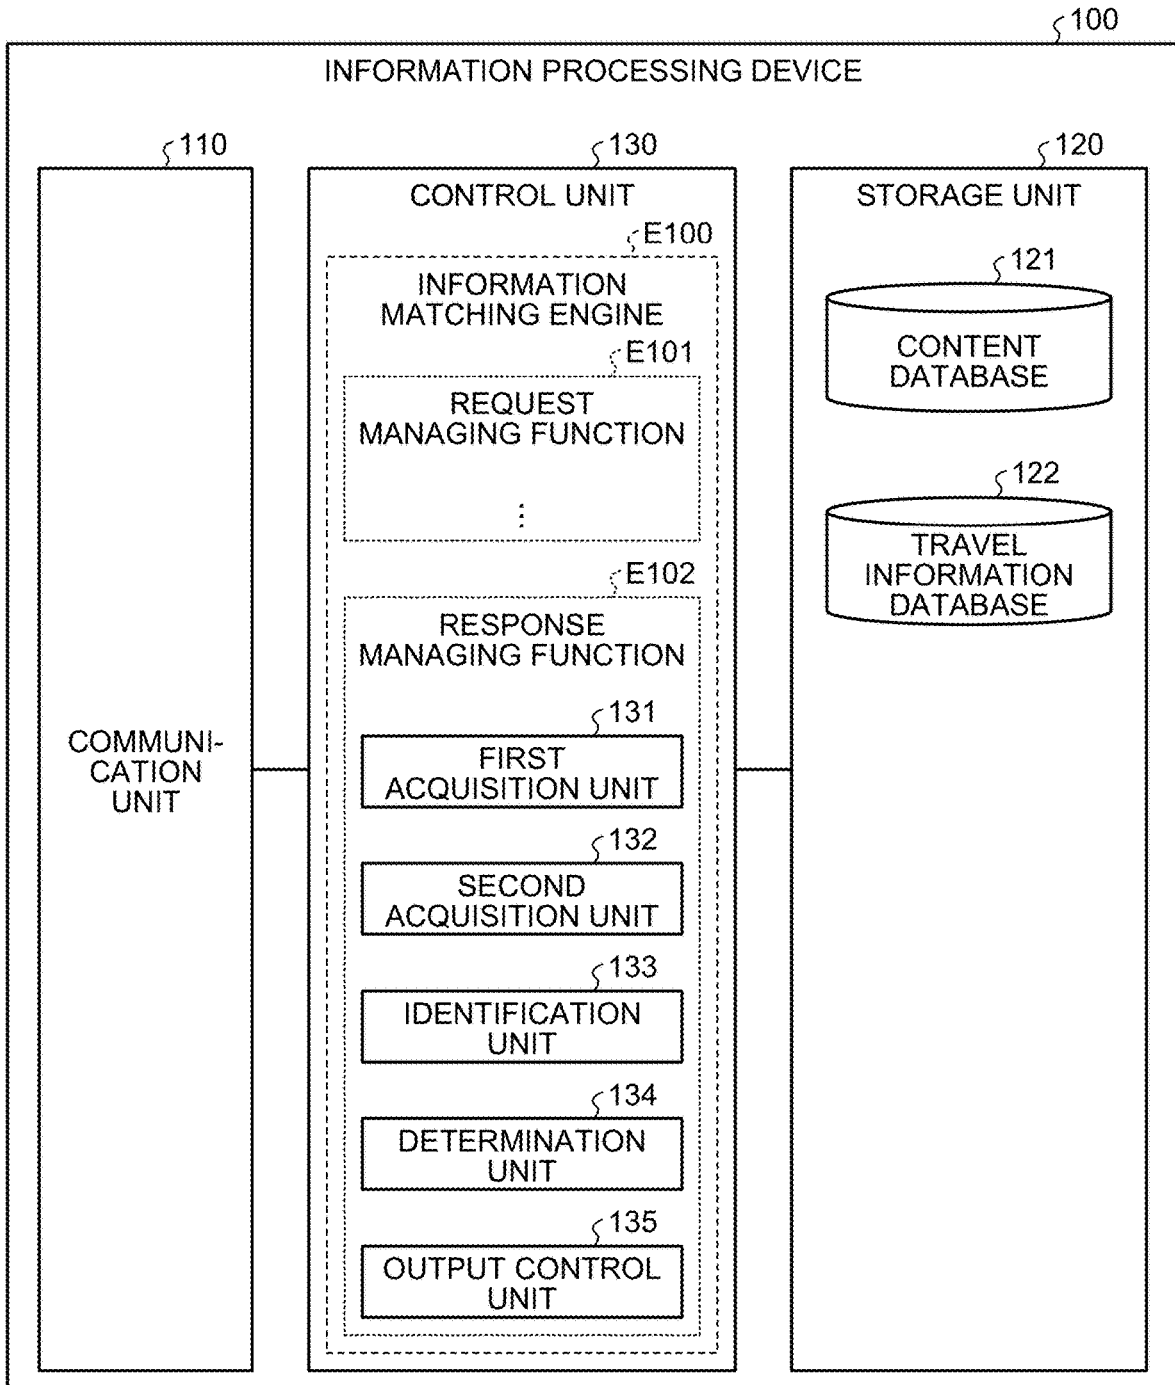 100
INFORMATION PROCESSING DEVICE
110
COMMUNI-
CATION
UNIT
130
CONTROL UNIT
E100
INFORMATION
MATCHING ENGINE
E101
REQUEST
MANAGING FUNCTION
⋮
E102
RESPONSE
MANAGING FUNCTION
131
FIRST
ACQUISITION UNIT
132
SECOND
ACQUISITION UNIT
133
IDENTIFICATION
UNIT
134
DETERMINATION
UNIT
135
OUTPUT CONTROL
UNIT
120
STORAGE UNIT
121
CONTENT
DATABASE
122
TRAVEL
INFORMATION
DATABASE